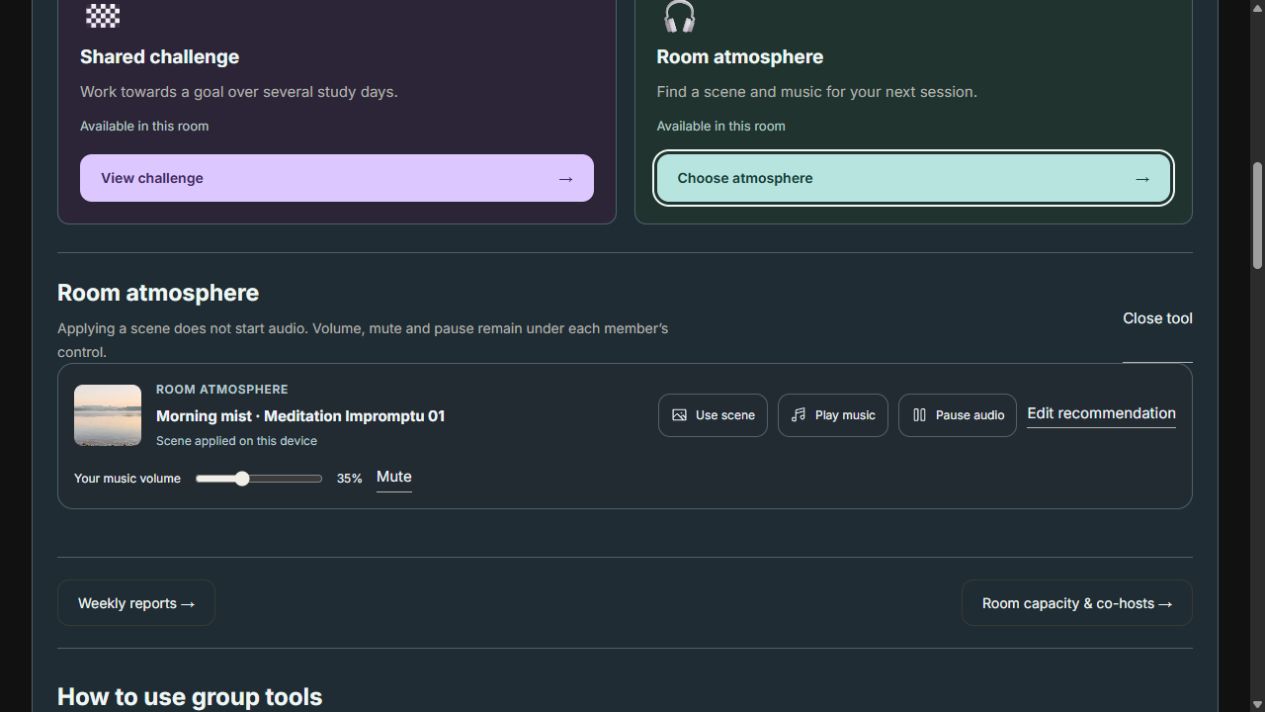 Shared challenge
Work towards a goal over several study days.
Available in this room
View challenge →
Room atmosphere
Find a scene and music for your next session.
Available in this room
Choose atmosphere →
Room atmosphere
Applying a scene does not start audio. Volume, mute and pause remain under each member’s
control.
Close tool
ROOM ATMOSPHERE
Morning mist · Meditation Impromptu 01
Scene applied on this device
Use scene
Play music
Pause audio
Edit recommendation
Your music volume
35%
Mute
Weekly reports →
Room capacity & co-hosts →
How to use group tools